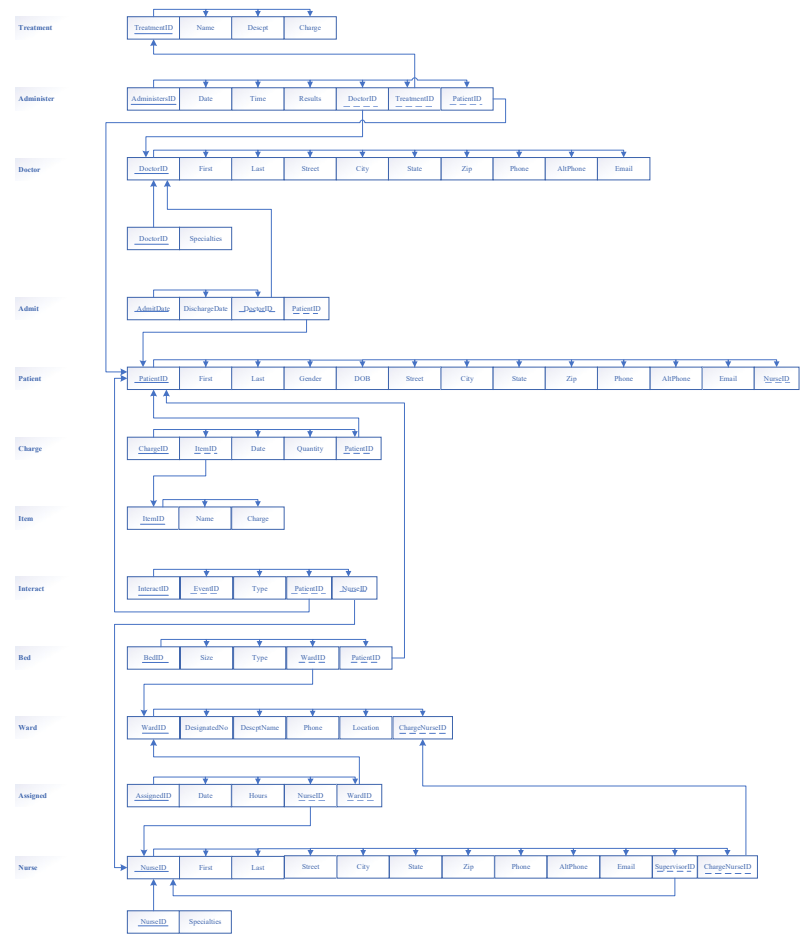 Treatment TreatmentID Name Descpt Charge
Administer AdministersID Date Time Results DoctorID TreatmentID PatientID
Doctor DoctorID First Last Street City State Zip Phone AltPhone Email
DoctorID Specialties
Admit AdmitDate DischargeDate DoctorID PatientID
Patient PatientID First Last Gender DOB Street City State Zip Phone AltPhone Email NurseID
Charge ChargeID ItemID Date Quantity PatientID
Item ItemID Name Charge
Interact InteractID EventID Type PatientID NurseID
Bed BedID Size Type WardID PatientID
Ward WardID DesignatedNo DescptName Phone Location ChargeNurseID
Assigned AssignedID Date Hours NurseID WardID
Nurse NurseID First Last Street City State Zip Phone AltPhone Email SupervisorID ChargeNurseID
NurseID Specialties